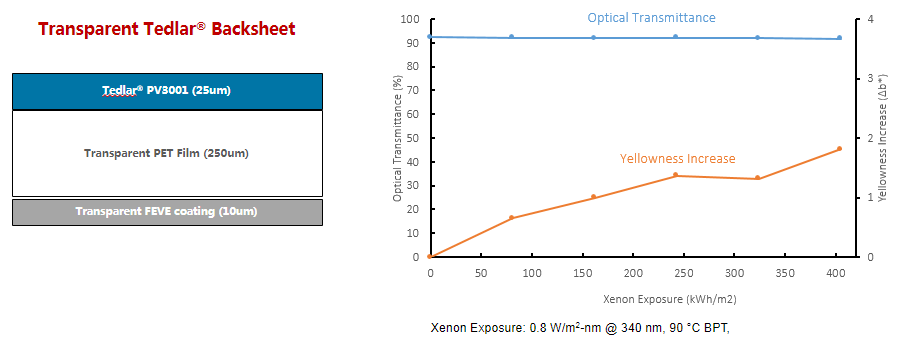 Transparent Tedlar® Backsheet
Tedlar® PV3001 (25um)
Transparent PET Film (250um)
Transparent FEVE coating (10um)
Optical Transmittance
Yellowness Increase
Optical Transmittance (%)
100
90
80
70
60
50
40
30
20
10
0
4
3
2
1
0
Yellowness Increase (Δb*)
0 50 100 150 200 250 300 350 400
Xenon Exposure (kWh/m2)
Xenon Exposure: 0.8 W/m²-nm @ 340 nm, 90 °C BPT,